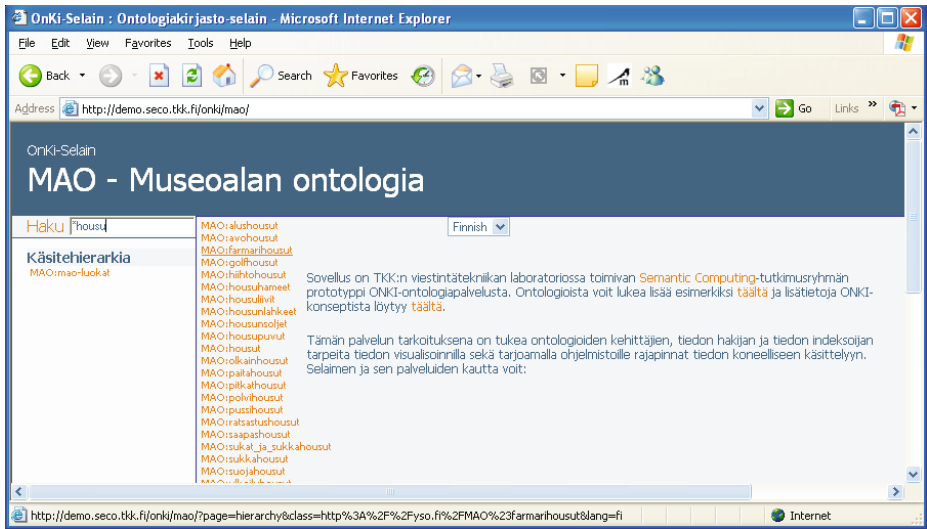 OnKi-Selain : Ontologiakirjasto-selain - Microsoft Internet Explorer
File Edit View Favorites Tools Help
Back Search Favorites
Address http://demo.seco.tkk.fi/onki/mao/ Go Links
OnKi-Selain
MAO - Museoalan ontologia
Haku *housu
Käsitehierarkia
MAO:mao-luokat
MAO:alushousut
MAO:avohousut
MAO:farmarihousut
MAO:golfhousut
MAO:hiihtohousut
MAO:housuhameet
MAO:housuliivit
MAO:housunlahkeet
MAO:housunsoljet
MAO:housupuvut
MAO:housut
MAO:olkainhousut
MAO:paitahousut
MAO:pitkathousut
MAO:polvihousut
MAO:pussihousut
MAO:ratsastushousut
MAO:saapashousut
MAO:sukat_ja_sukkahousut
MAO:sukkahousut
MAO:suojahousut
Finnish
Sovellus on TKK:n viestintätekniikan laboratoriossa toimivan Semantic Computing-tutkimusryhmän
prototyppi ONKI-ontologiapalvelusta. Ontologioista voit lukea lisää esimerkiksi täältä ja lisätietoja ONKI-
konseptista löytyy täältä.
Tämän palvelun tarkoituksena on tukea ontologioiden kehittäjien, tiedon hakijan ja tiedon indeksoijan
tarpeita tiedon visualisoinnilla sekä tarjoamalla ohjelmistoille rajapinnat tiedon koneelliseen käsittelyyn.
Selaimen ja sen palveluiden kautta voit:
http://demo.seco.tkk.fi/onki/mao/?page=hierarchy&class=http%3A%2F%2Fyso.fi%2FMAO%23farmarihousut&lang=fi Internet